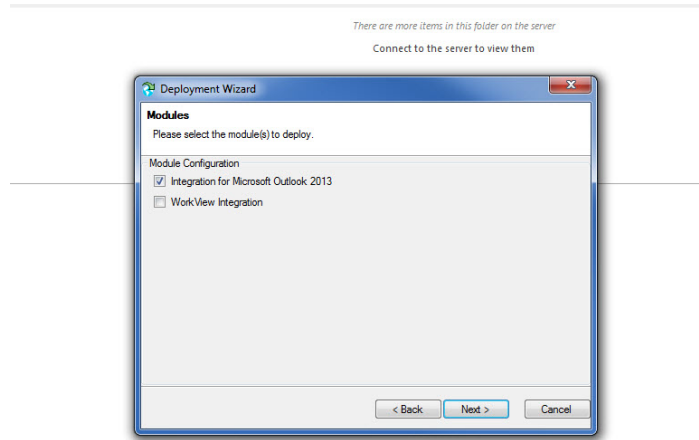 There are more items in this folder on the server
Connect to the server to view them
Deployment Wizard
Modules
Please select the module(s) to deploy.
Module Configuration
Integration for Microsoft Outlook 2013
WorkView Integration
< Back Next > Cancel